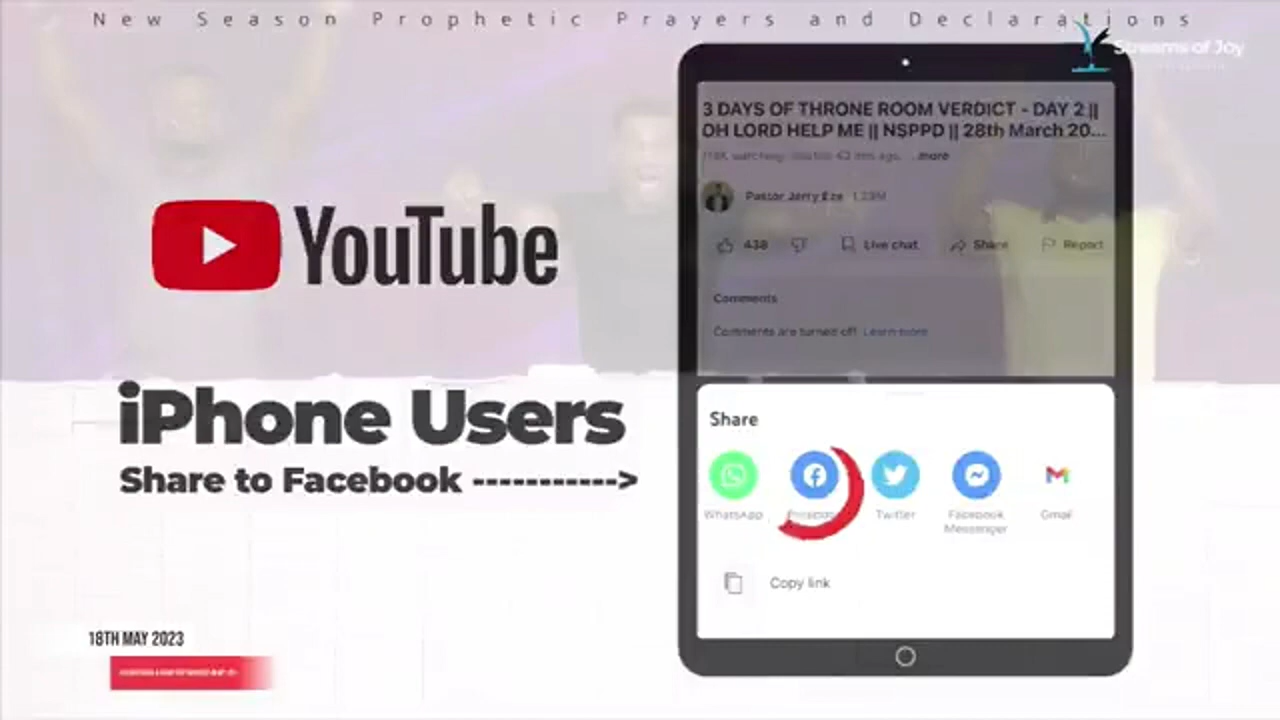 New Season Prophetic Prayers and Declarations
Streams of Joy
3 DAYS OF THRONE ROOM VERDICT - DAY 2 ||
OH LORD HELP ME || NSPPD || 28th March 20...
watching ago. ...more
Pastor Jerry Eze
438 Live chat Share Report
Comments
Comments are turned off. Learn more
YouTube
iPhone Users
Share to Facebook ----------->
Share
WhatsApp Twitter Facebook Messenger Gmail
Copy link
18TH MAY 2023